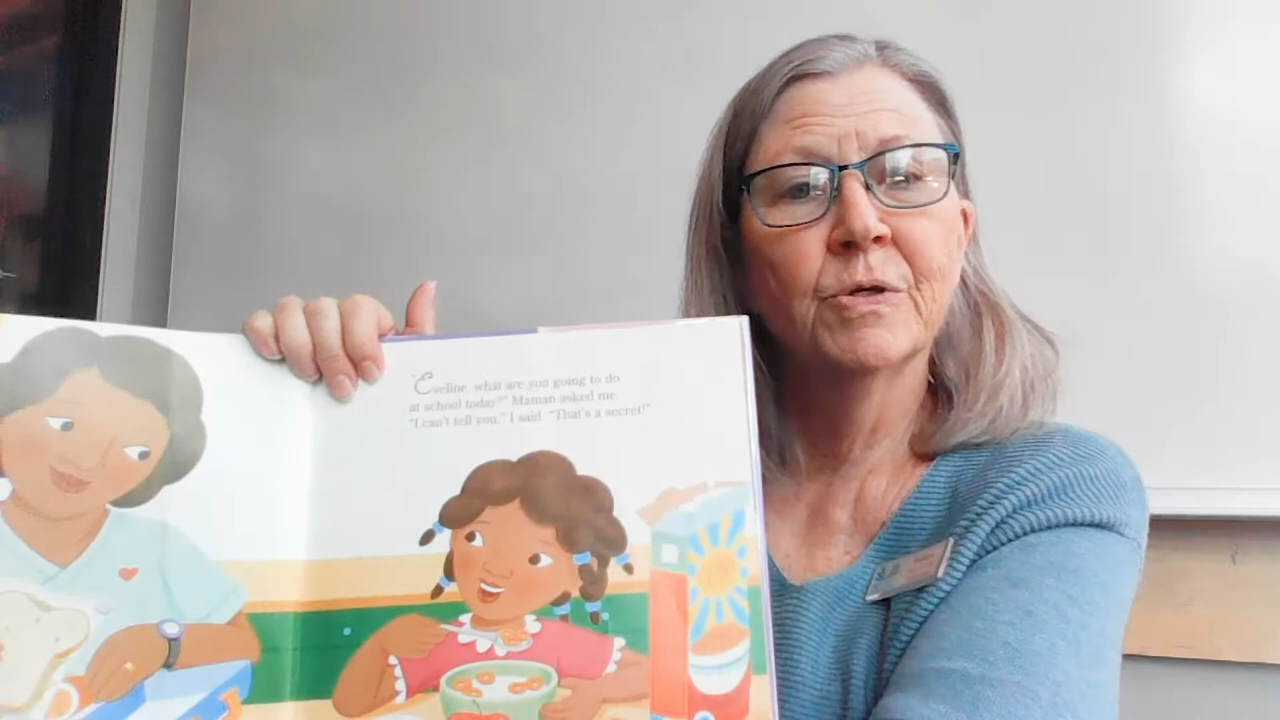 "Eveline, what are you going to do
at school today?" Maman asked me.
"I can't tell you," I said. "That's a secret!"